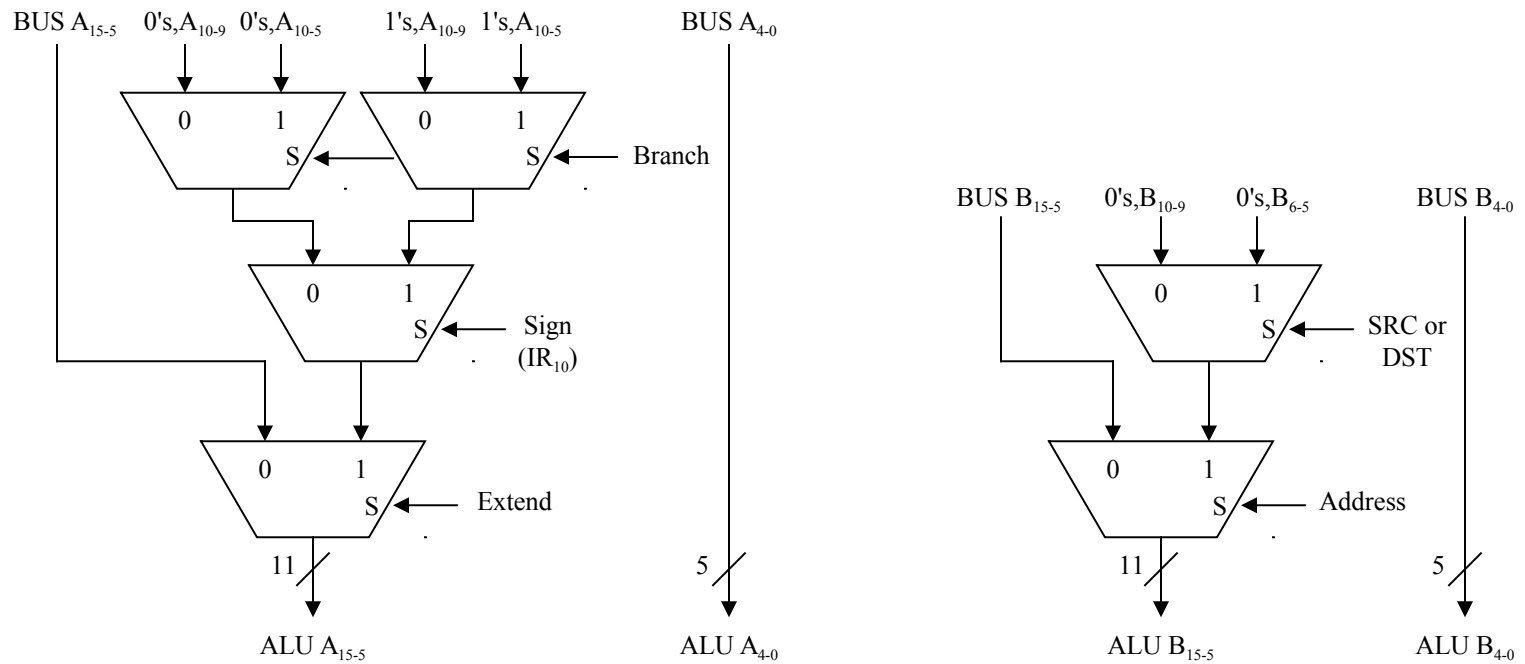 BUS A₁₅₋₅ 0's,A₁₀₋₉ 0's,A₁₀₋₅ 1's,A₁₀₋₉ 1's,A₁₀₋₅ BUS A₄₋₀
0 1 0 1
S S Branch
BUS B₁₅₋₅ 0's,B₁₀₋₉ 0's,B₆₋₅ BUS B₄₋₀
0 1 0 1
S Sign S SRC or
(IR₁₀) DST
0 1 0 1
S Extend S Address
11 5 11 5
ALU A₁₅₋₅ ALU A₄₋₀ ALU B₁₅₋₅ ALU B₄₋₀